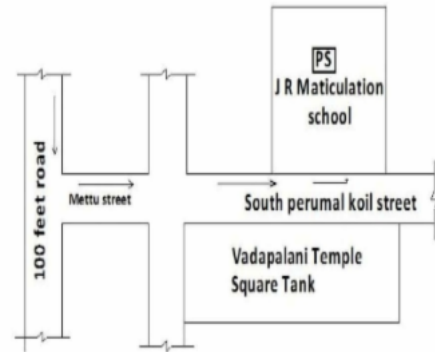 PS
J R Maticulation
school
100 feet road
Mettu street
South perumal koil street
Vadapalani Temple
Square Tank